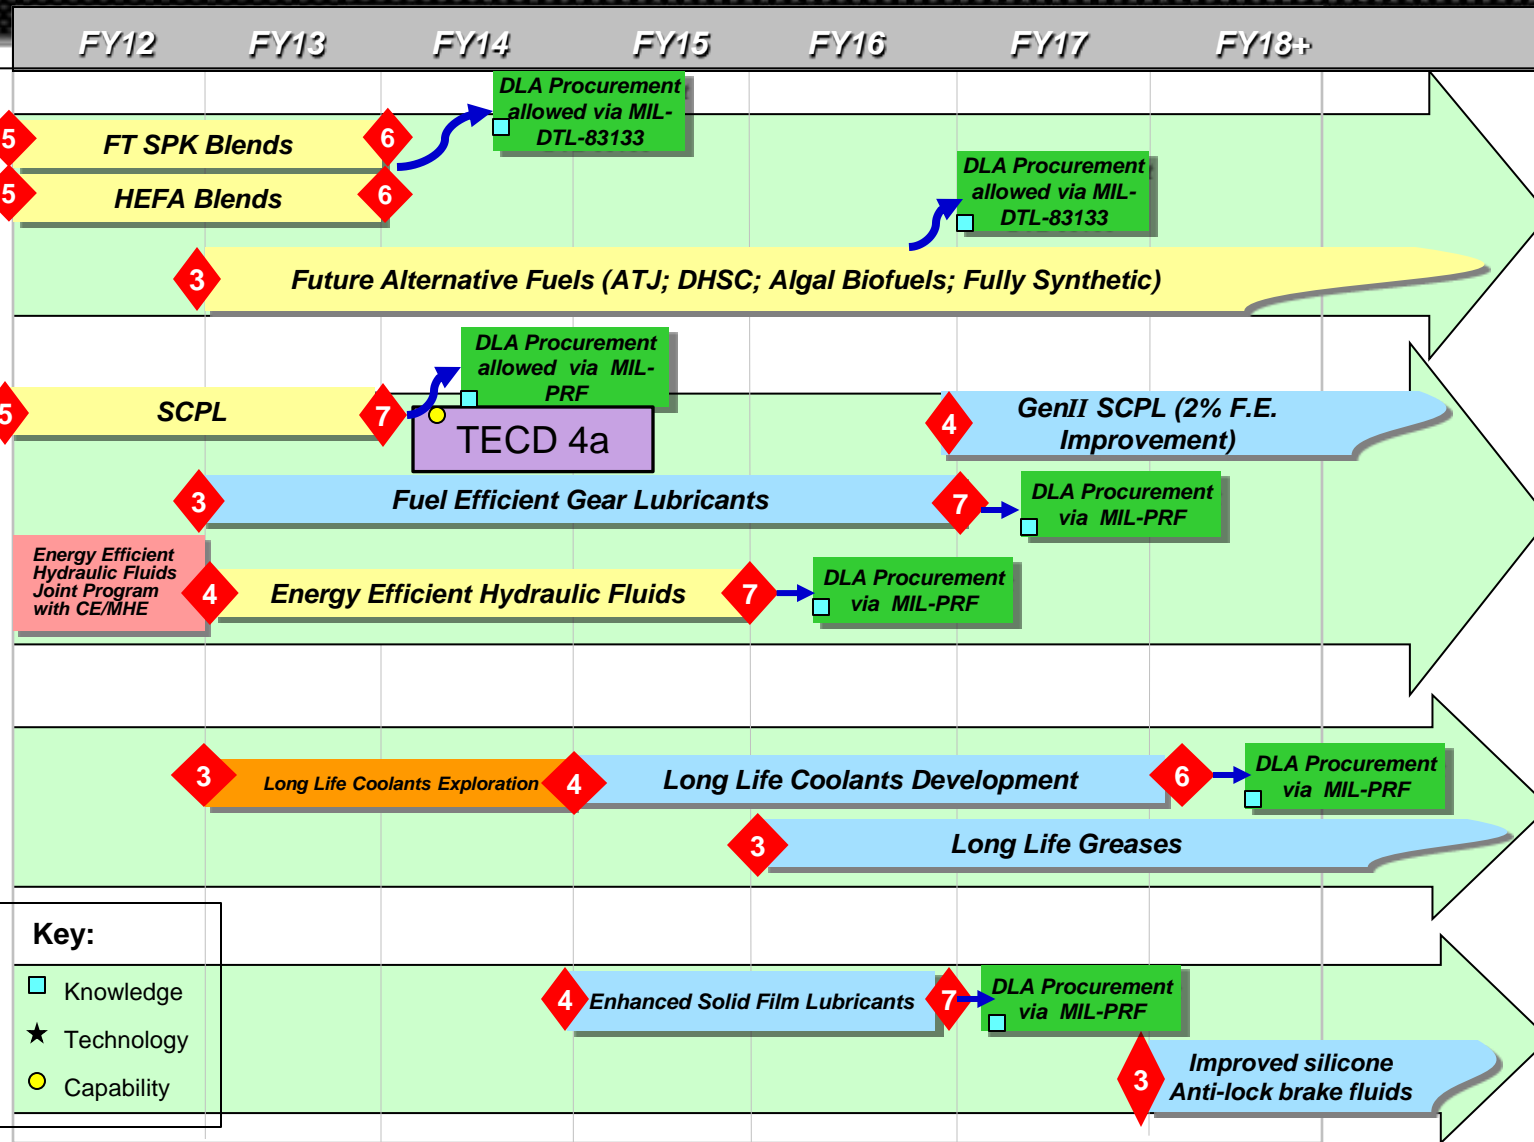 FY12 FY13 FY14 FY15 FY16 FY17 FY18+
DLA Procurement
allowed via MIL-
DTL-83133
5 FT SPK Blends 6
5 HEFA Blends 6
DLA Procurement
allowed via MIL-
DTL-83133
3 Future Alternative Fuels (ATJ; DHSC; Algal Biofuels; Fully Synthetic)
DLA Procurement
allowed via MIL-
PRF
5 SCPL 7
TECD 4a
4 GenII SCPL (2% F.E.
Improvement)
3 Fuel Efficient Gear Lubricants 7
DLA Procurement
via MIL-PRF
Energy Efficient
Hydraulic Fluids
Joint Program
with CE/MHE
4 Energy Efficient Hydraulic Fluids 7
DLA Procurement
via MIL-PRF
3 Long Life Coolants Exploration 4 Long Life Coolants Development 6
DLA Procurement
via MIL-PRF
3 Long Life Greases
Key:
Knowledge
Technology
Capability
4 Enhanced Solid Film Lubricants 7
DLA Procurement
via MIL-PRF
3 Improved silicone
Anti-lock brake fluids